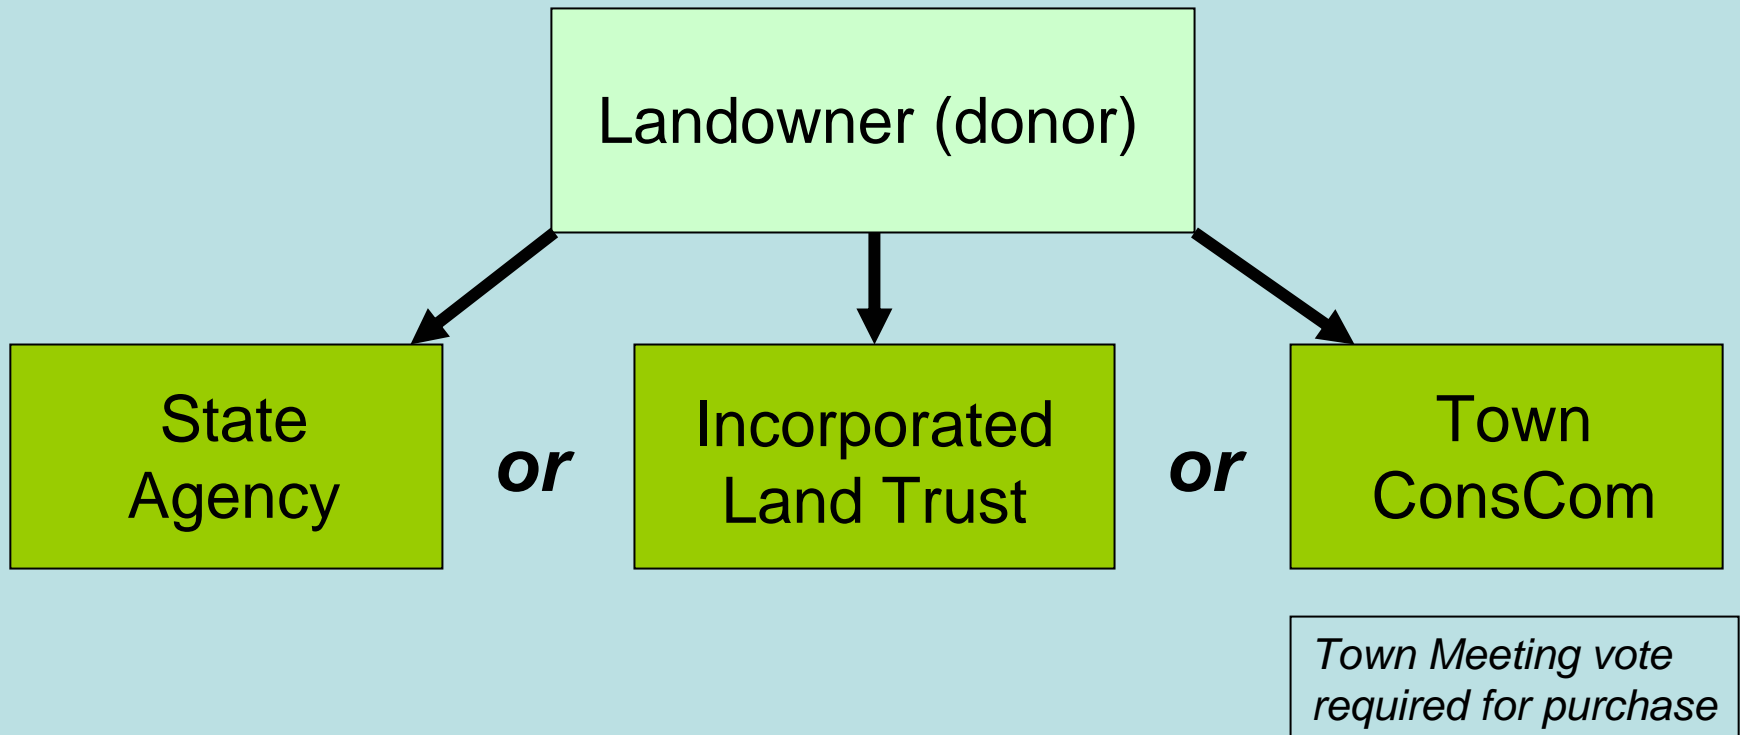 Landowner (donor)
State
Agency
or
Incorporated
Land Trust
or
Town
ConsCom
Town Meeting vote
required for purchase